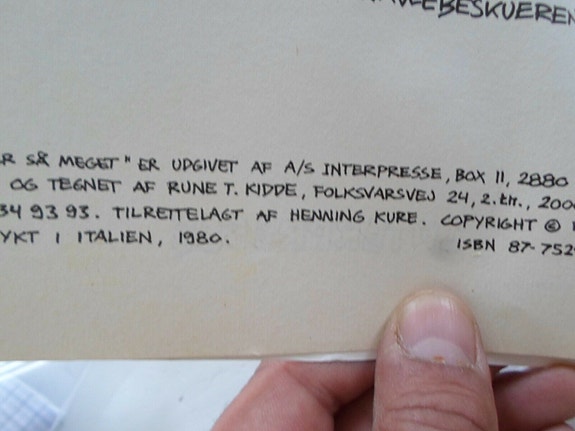 BESKUEREN
R SÅ MEGET" ER UDGIVET AF A/S INTERPRESSE, BOX 11, 2880
OG TEGNET AF RUNE T. KIDDE, FOLKSVARSVEJ 24, 2.th., 200
34 93 93. TILRETTELAGT AF HENNING KURE. COPYRIGHT ©
YKT I ITALIEN, 1980.
ISBN 87-752